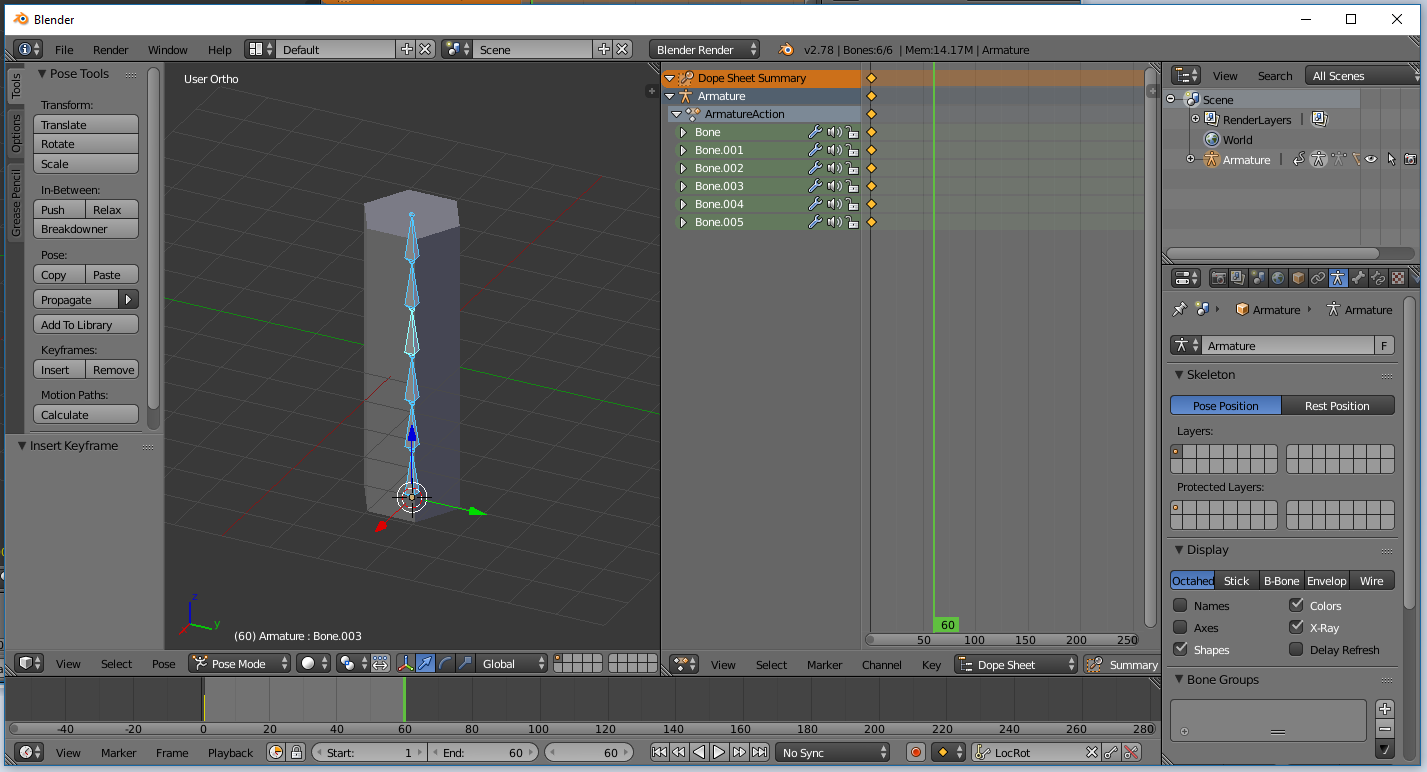 Blender
File Render Window Help Default Scene Blender Render v2.78 | Bones:6/6 | Mem:14.17M | Armature
Tools
Options
Grease Pencil
Pose Tools
Transform:
Translate
Rotate
Scale
In-Between:
Push Relax
Breakdowner
Pose:
Copy Paste
Propagate
Add To Library
Keyframes:
Insert Remove
Motion Paths:
Calculate
Insert Keyframe
User Ortho
z
y
(60) Armature : Bone.003
View Select Pose Pose Mode Global
Dope Sheet Summary
Armature
ArmatureAction
Bone
Bone.001
Bone.002
Bone.003
Bone.004
Bone.005
60
50 100 150 200 250
View Select Marker Channel Key Dope Sheet Summary
View Search All Scenes
Scene
RenderLayers |
World
Armature |
Armature Armature
Armature F
Skeleton
Pose Position Rest Position
Layers:
Protected Layers:
Display
Octahed Stick B-Bone Envelop Wire
Names Colors
Axes X-Ray
Shapes Delay Refresh
Bone Groups
-40 -20 0 20 40 60 80 100 120 140 160 180 200 220 240 260 280
View Marker Frame Playback Start: 1 End: 60 60 No Sync LocRot